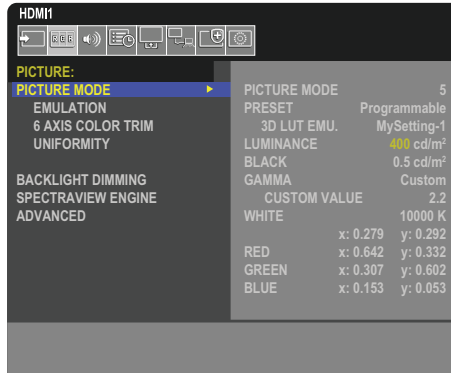 HDMI1
RGB
PICTURE:
PICTURE MODE
EMULATION
6 AXIS COLOR TRIM
UNIFORMITY
BACKLIGHT DIMMING
SPECTRAVIEW ENGINE
ADVANCED
PICTURE MODE 5
PRESET Programmable
3D LUT EMU. MySetting-1
LUMINANCE 400 cd/m²
BLACK 0.5 cd/m²
GAMMA Custom
CUSTOM VALUE 2.2
WHITE 10000 K
x: 0.279 y: 0.292
RED x: 0.642 y: 0.332
GREEN x: 0.307 y: 0.602
BLUE x: 0.153 y: 0.053